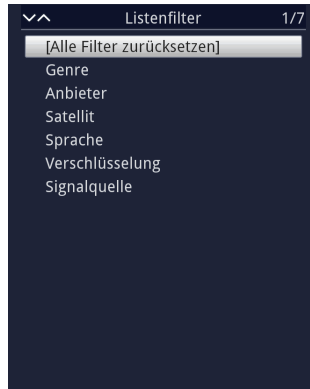 Listenfilter 1/7
[Alle Filter zurücksetzen]
Genre
Anbieter
Satellit
Sprache
Verschlüsselung
Signalquelle